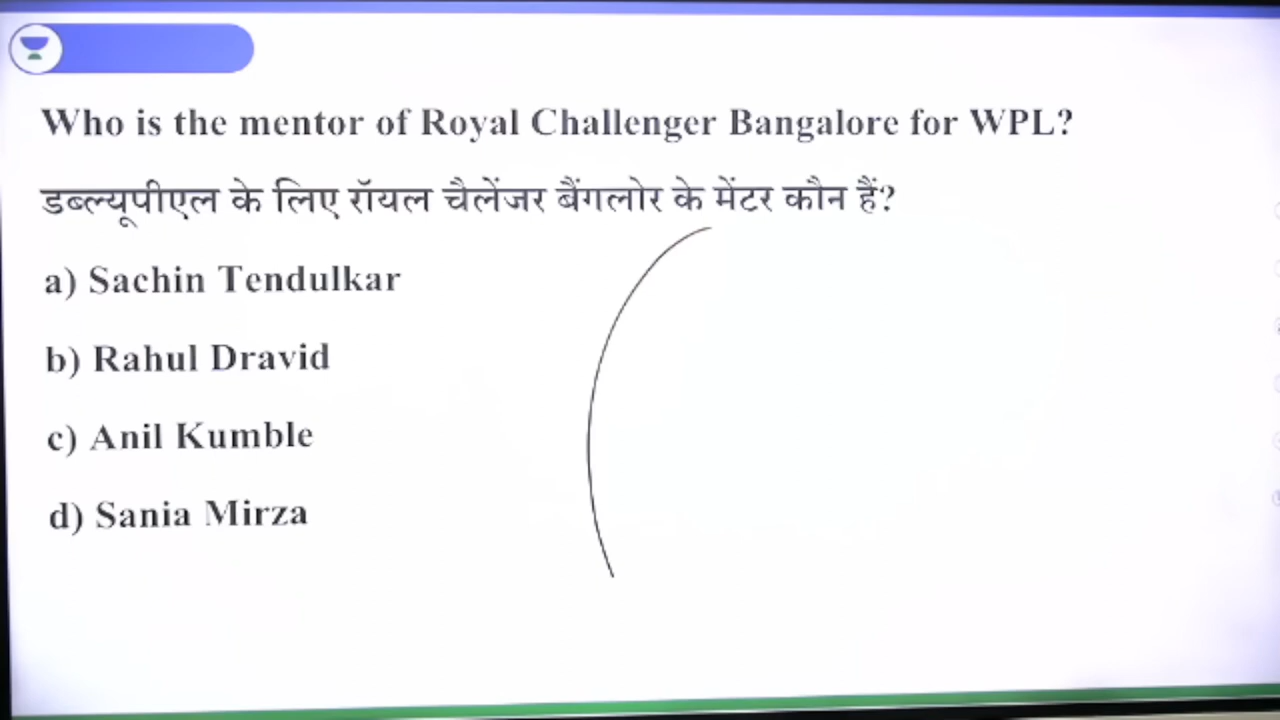 Who is the mentor of Royal Challenger Bangalore for WPL?
डब्ल्यूपीएल के लिए रॉयल चैलेंजर बैंगलोर के मेंटर कौन हैं?
a) Sachin Tendulkar
b) Rahul Dravid
c) Anil Kumble
d) Sania Mirza